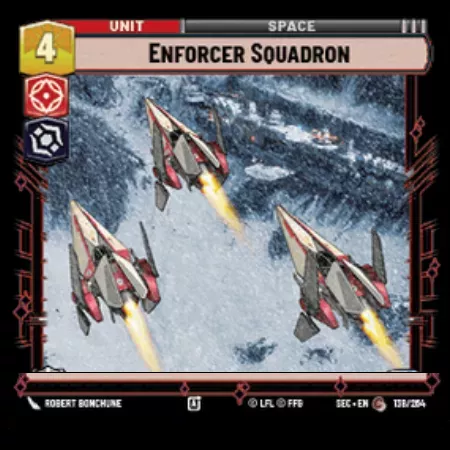 UNIT
SPACE
4
ENFORCER SQUADRON
ROBERT BONCHUNE
© LFL © FFG
SEC • EN
138/264